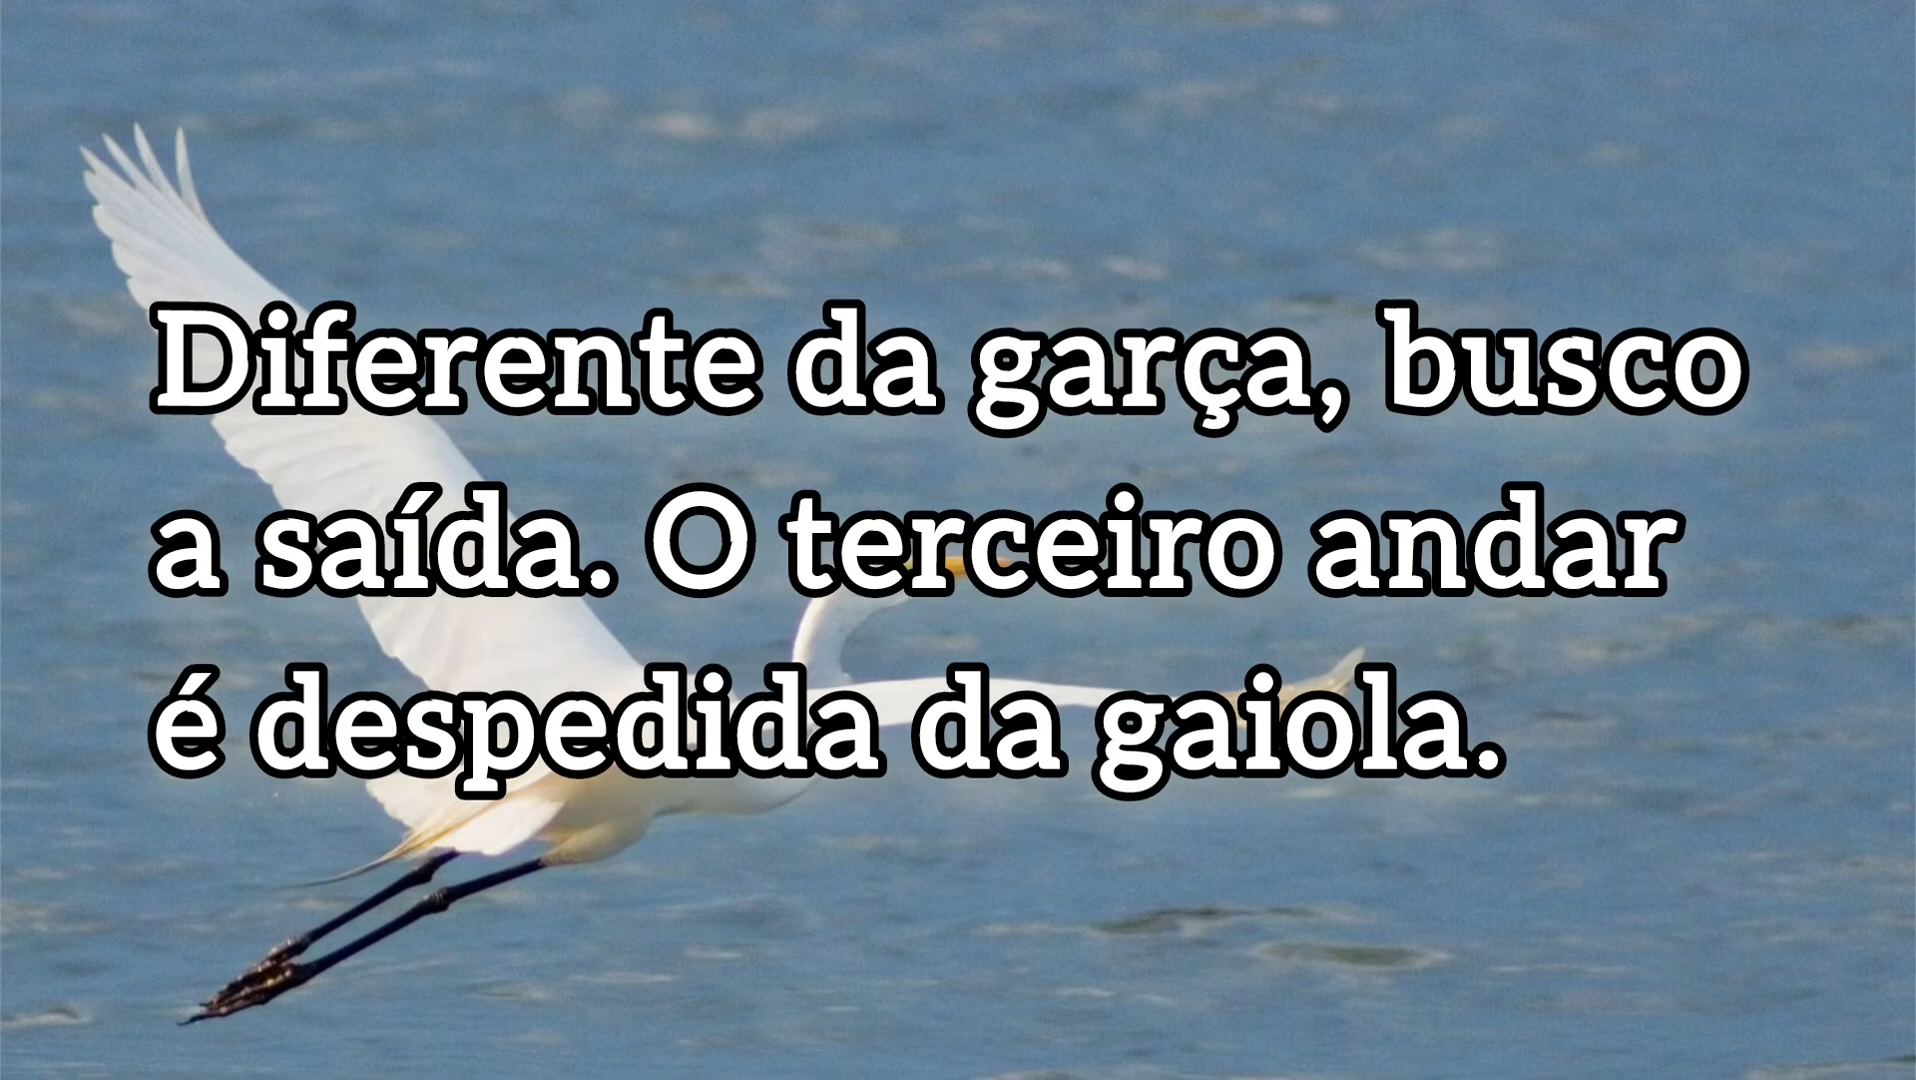 Diferente da garça, busco
a saída. O terceiro andar
é despedida da gaiola.